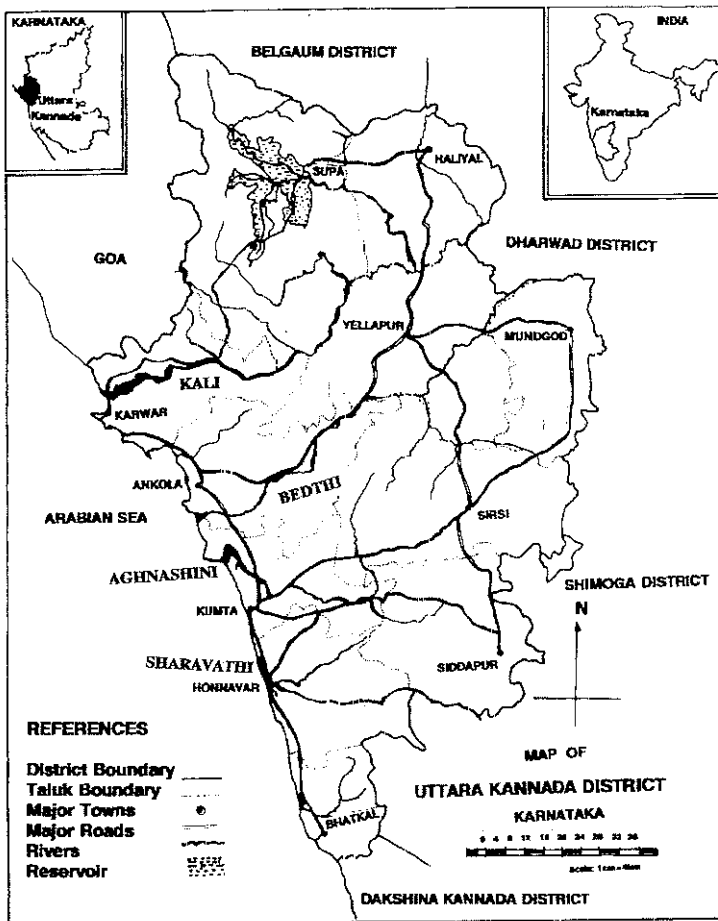 KARNATAKA
Uttara
Kannada
BELGAUM DISTRICT
INDIA
Karnataka
SUPA
HALIYAL
DHARWAD DISTRICT
GOA
YELLAPUR
MUNDGOD
KALI
KARWAR
ANKOLA
BEDTHI
ARABIAN SEA
SIRSI
AGHNASHINI
SHIMOGA DISTRICT
N
KUMTA
SHARAVATHI
SIDDAPUR
HONNAVAR
REFERENCES
District Boundary
Taluk Boundary
Major Towns
Major Roads
Rivers
Reservoir
MAP OF
UTTARA KANNADA DISTRICT
KARNATAKA
BHATKAL
DAKSHINA KANNADA DISTRICT